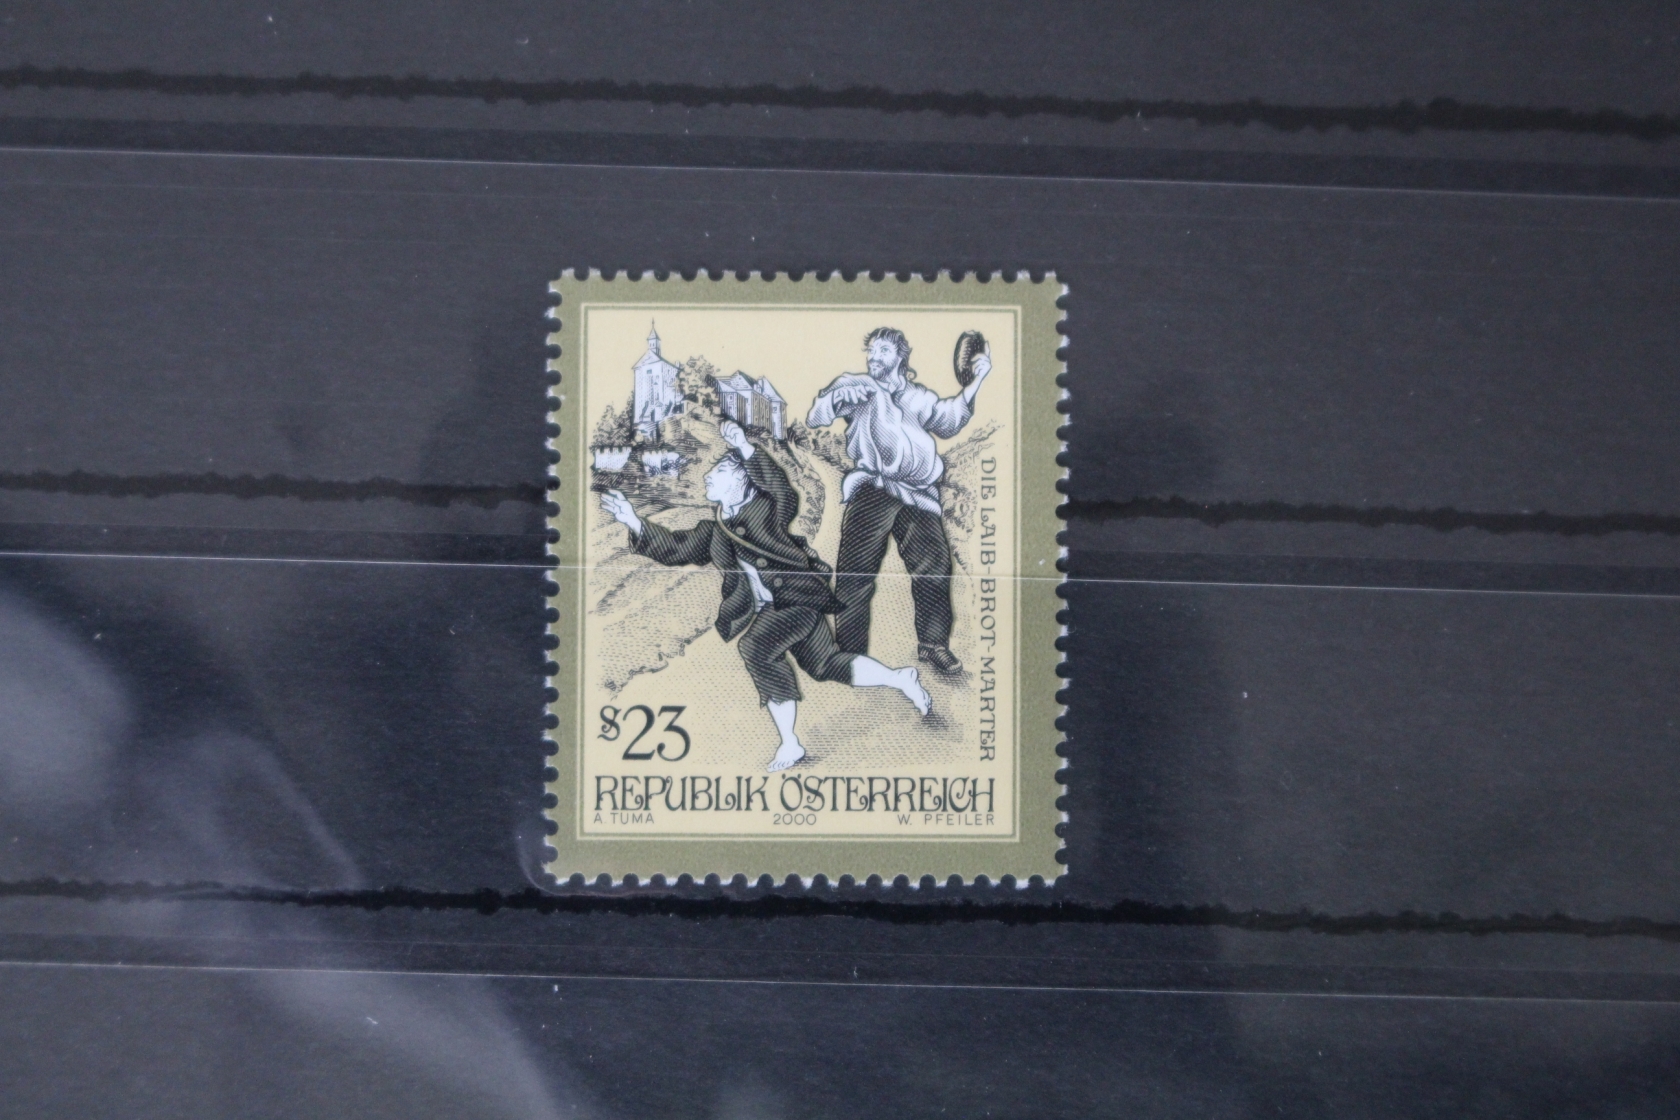 DIE LAIB-BROT-MARTER
S23
REPUBLIK ÖSTERREICH
A. TUMA 2000 W. PFEILER